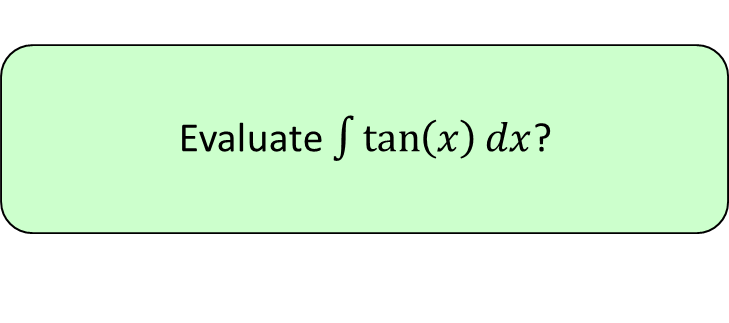 Evaluate ∫ tan(𝑥) 𝑑𝑥?